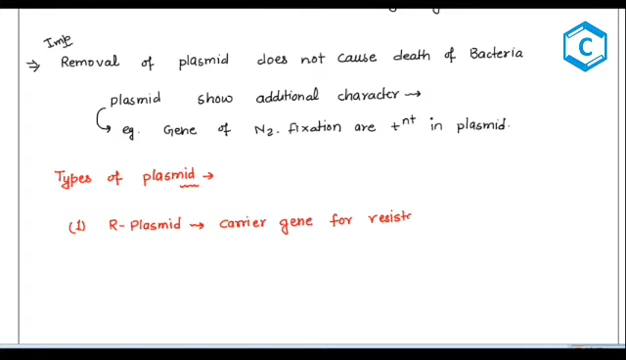 Imp
⇒ Removal of plasmid does not cause death of Bacteria
plasmid show additional character →
eg. Gene of N2. fixation are +nt in plasmid.
Types of plasmid →
(1) R-Plasmid → carrier gene for resist
C